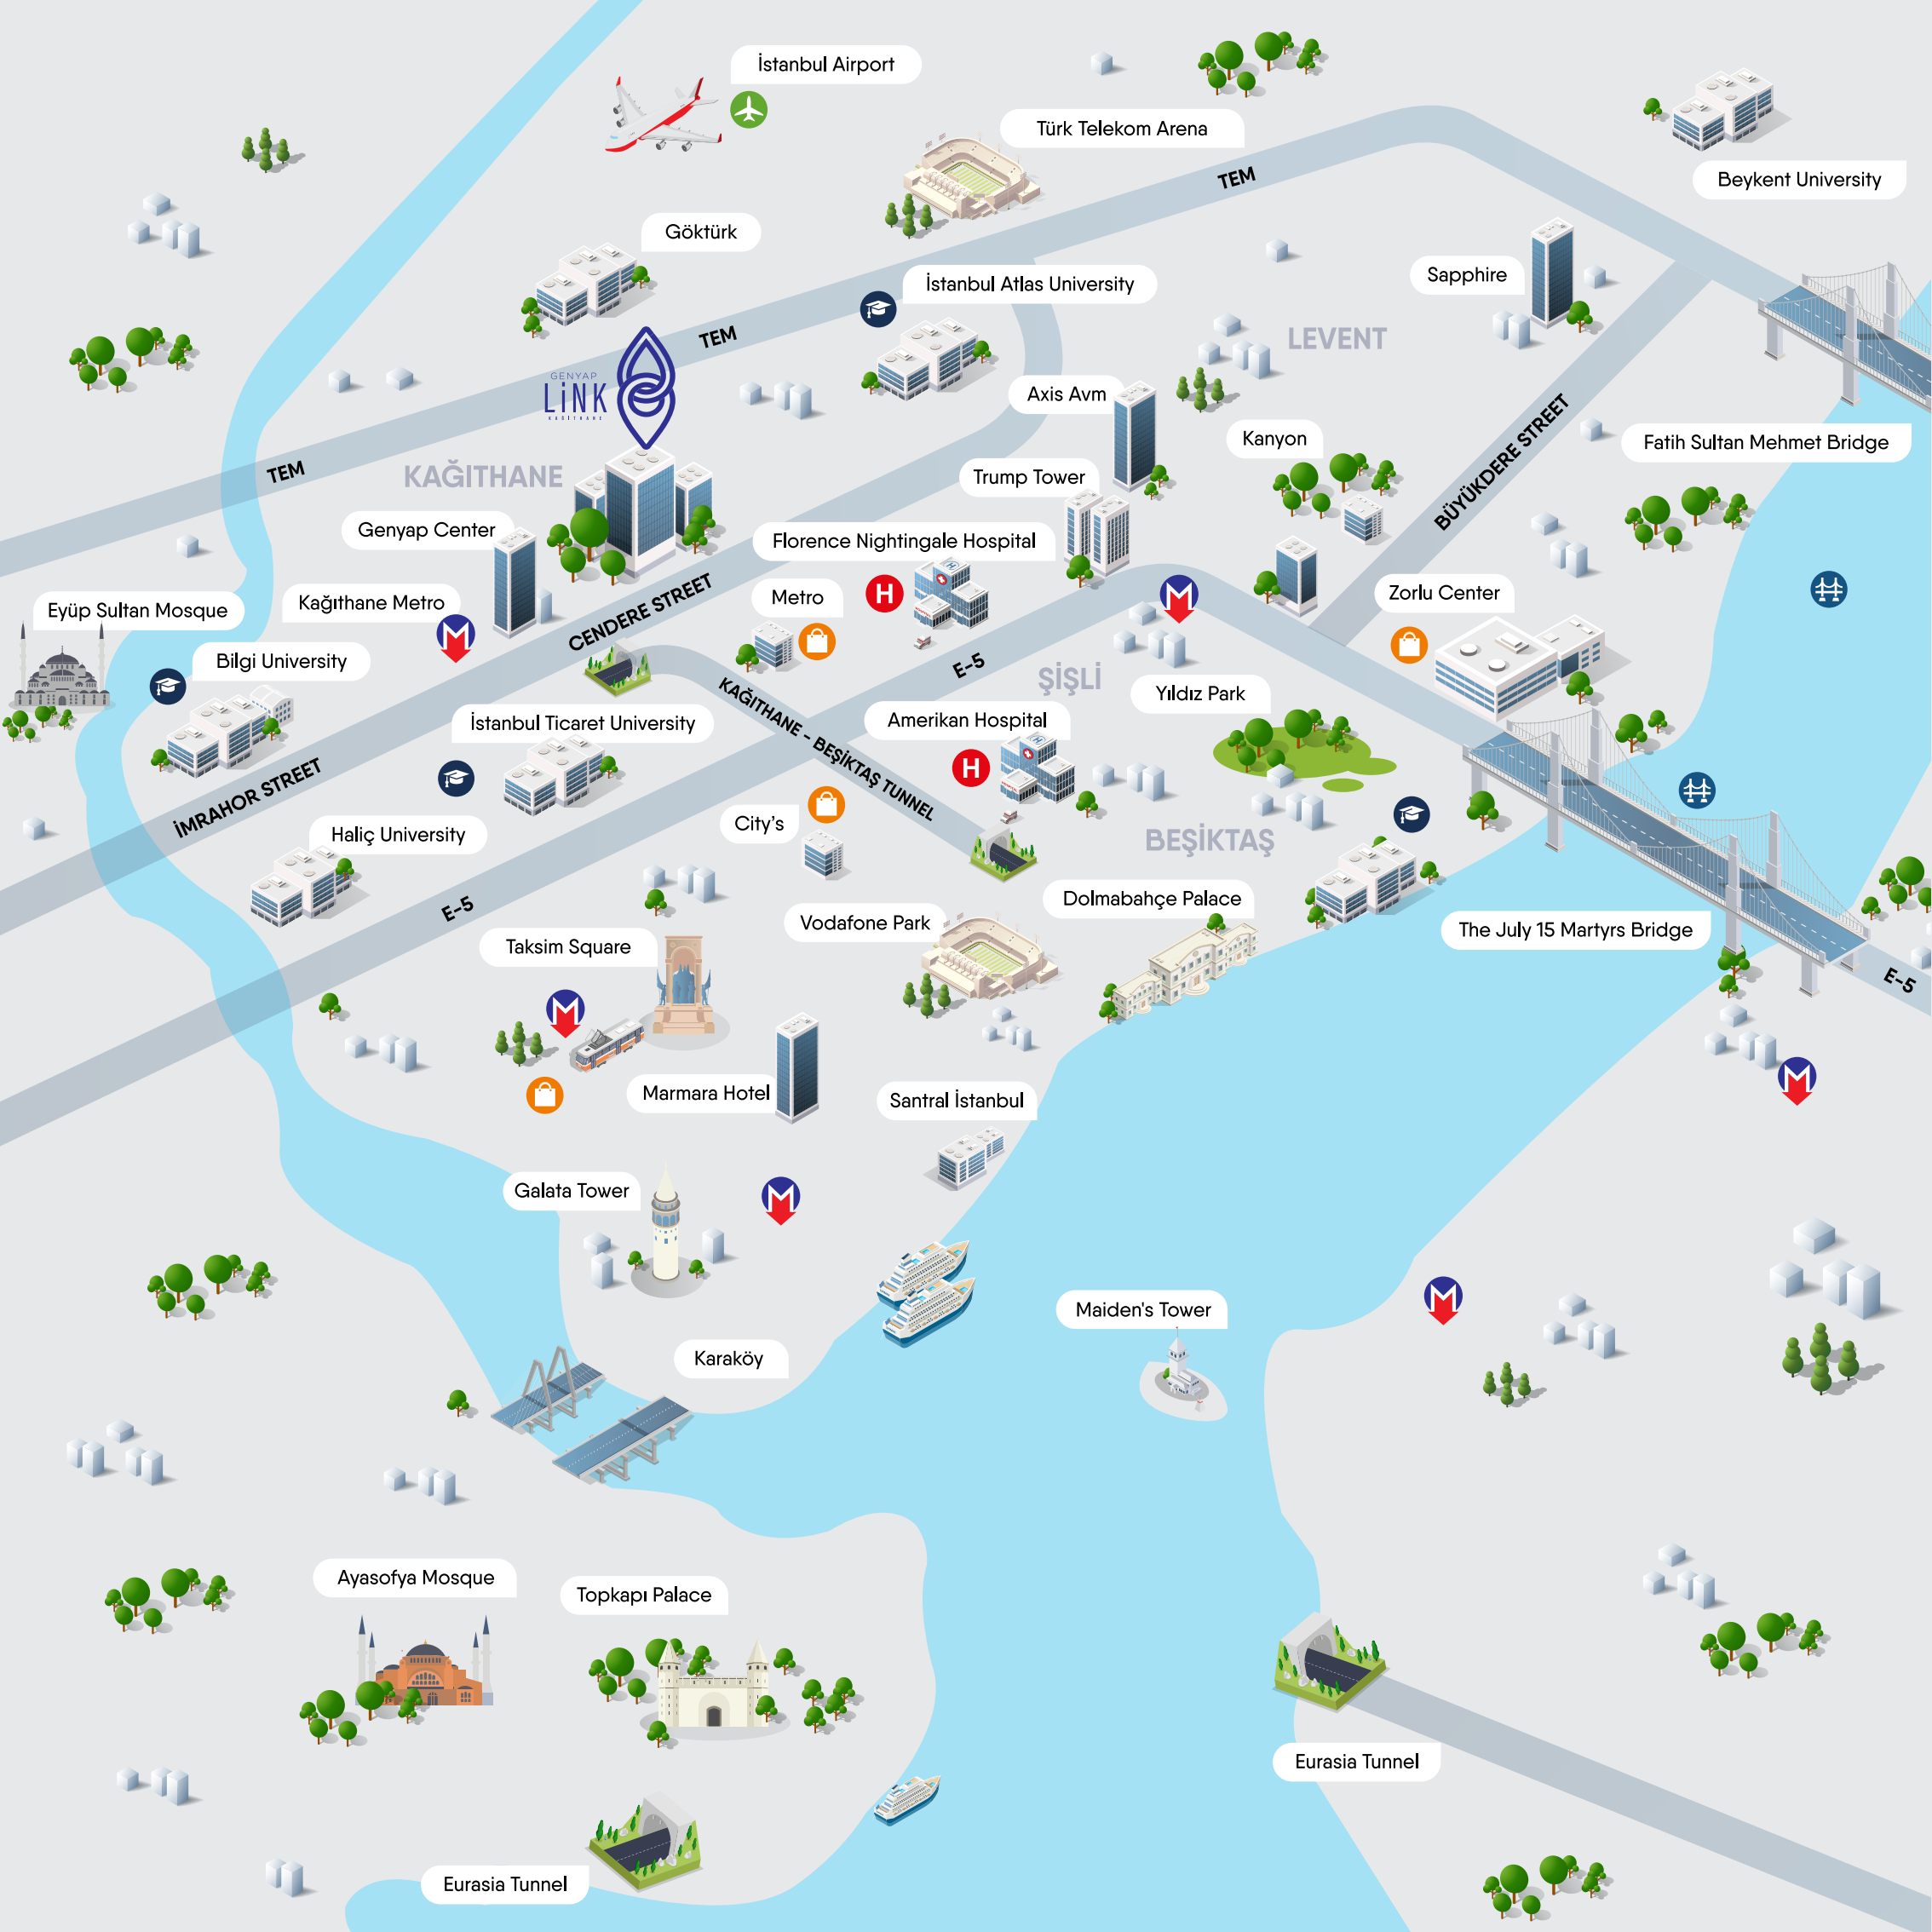 İstanbul Airport
Türk Telekom Arena
TEM
Beykent University
Göktürk
İstanbul Atlas University
Sapphire
TEM
LEVENT
GENYAP
LiNK
KAĞITHANE
Axis Avm
Kanyon
BÜYÜKDERE STREET
Fatih Sultan Mehmet Bridge
TEM
KAĞITHANE
Trump Tower
Genyap Center
Florence Nightingale Hospital
H
Eyüp Sultan Mosque
Kağıthane Metro
M
CENDERE STREET
Metro
M
Zorlu Center
Bilgi University
E-5
ŞİŞLİ
Yıldız Park
KAĞITHANE - BEŞİKTAŞ TUNNEL
İstanbul Ticaret University
Amerikan Hospital
H
İMRAHOR STREET
Haliç University
City's
BEŞİKTAŞ
E-5
Vodafone Park
Dolmabahçe Palace
The July 15 Martyrs Bridge
E-5
Taksim Square
M
Marmara Hotel
Santral İstanbul
M
Galata Tower
M
Maiden's Tower
M
Karaköy
Ayasofya Mosque
Topkapı Palace
Eurasia Tunnel
Eurasia Tunnel